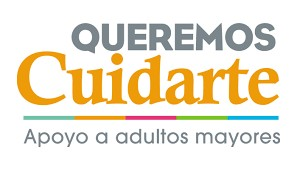 QUEREMOS
Cuidarte
Apoyo a adultos mayores